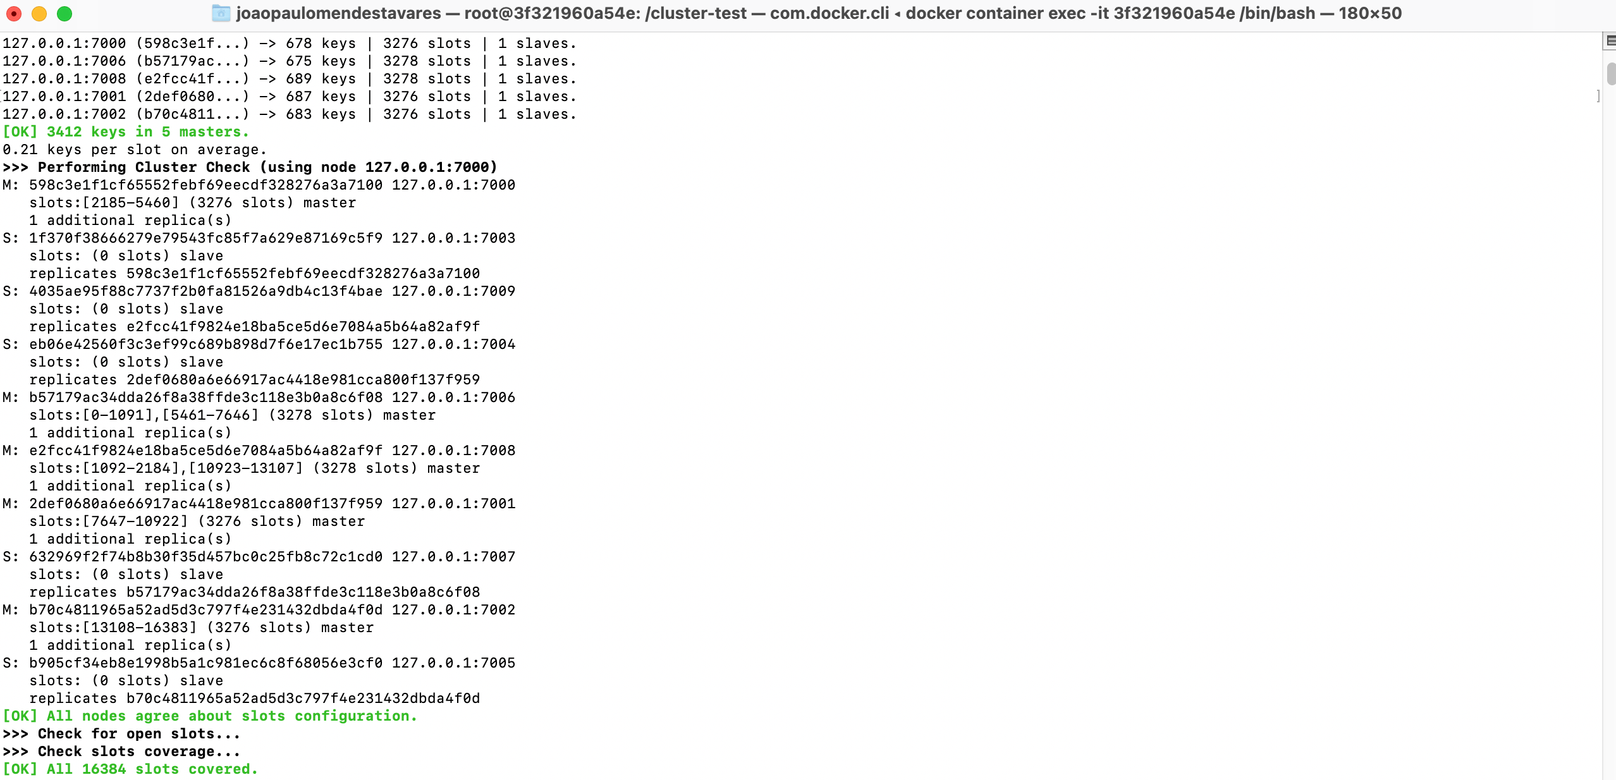 joaopaulomendestavares — root@3f321960a54e: /cluster-test — com.docker.cli ◂ docker container exec -it 3f321960a54e /bin/bash — 180×50
127.0.0.1:7000 (598c3e1f...) -> 678 keys | 3276 slots | 1 slaves.
127.0.0.1:7006 (b57179ac...) -> 675 keys | 3278 slots | 1 slaves.
127.0.0.1:7008 (e2fcc41f...) -> 689 keys | 3278 slots | 1 slaves.
[127.0.0.1:7001 (2def0680...) -> 687 keys | 3276 slots | 1 slaves. ]
127.0.0.1:7002 (b70c4811...) -> 683 keys | 3276 slots | 1 slaves.
[OK] 3412 keys in 5 masters.
0.21 keys per slot on average.
>>> Performing Cluster Check (using node 127.0.0.1:7000)
M: 598c3e1f1cf65552febf69eecdf328276a3a7100 127.0.0.1:7000
slots:[2185-5460] (3276 slots) master
1 additional replica(s)
S: 1f370f38666279e79543fc85f7a629e87169c5f9 127.0.0.1:7003
slots: (0 slots) slave
replicates 598c3e1f1cf65552febf69eecdf328276a3a7100
S: 4035ae95f88c7737f2b0fa81526a9db4c13f4bae 127.0.0.1:7009
slots: (0 slots) slave
replicates e2fcc41f9824e18ba5ce5d6e7084a5b64a82af9f
S: eb06e42560f3c3ef99c689b898d7f6e17ec1b755 127.0.0.1:7004
slots: (0 slots) slave
replicates 2def0680a6e66917ac4418e981cca800f137f959
M: b57179ac34dda26f8a38ffde3c118e3b0a8c6f08 127.0.0.1:7006
slots:[0-1091],[5461-7646] (3278 slots) master
1 additional replica(s)
M: e2fcc41f9824e18ba5ce5d6e7084a5b64a82af9f 127.0.0.1:7008
slots:[1092-2184],[10923-13107] (3278 slots) master
1 additional replica(s)
M: 2def0680a6e66917ac4418e981cca800f137f959 127.0.0.1:7001
slots:[7647-10922] (3276 slots) master
1 additional replica(s)
S: 632969f2f74b8b30f35d457bc0c25fb8c72c1cd0 127.0.0.1:7007
slots: (0 slots) slave
replicates b57179ac34dda26f8a38ffde3c118e3b0a8c6f08
M: b70c4811965a52ad5d3c797f4e231432dbda4f0d 127.0.0.1:7002
slots:[13108-16383] (3276 slots) master
1 additional replica(s)
S: b905cf34eb8e1998b5a1c981ec6c8f68056e3cf0 127.0.0.1:7005
slots: (0 slots) slave
replicates b70c4811965a52ad5d3c797f4e231432dbda4f0d
[OK] All nodes agree about slots configuration.
>>> Check for open slots...
>>> Check slots coverage...
[OK] All 16384 slots covered.